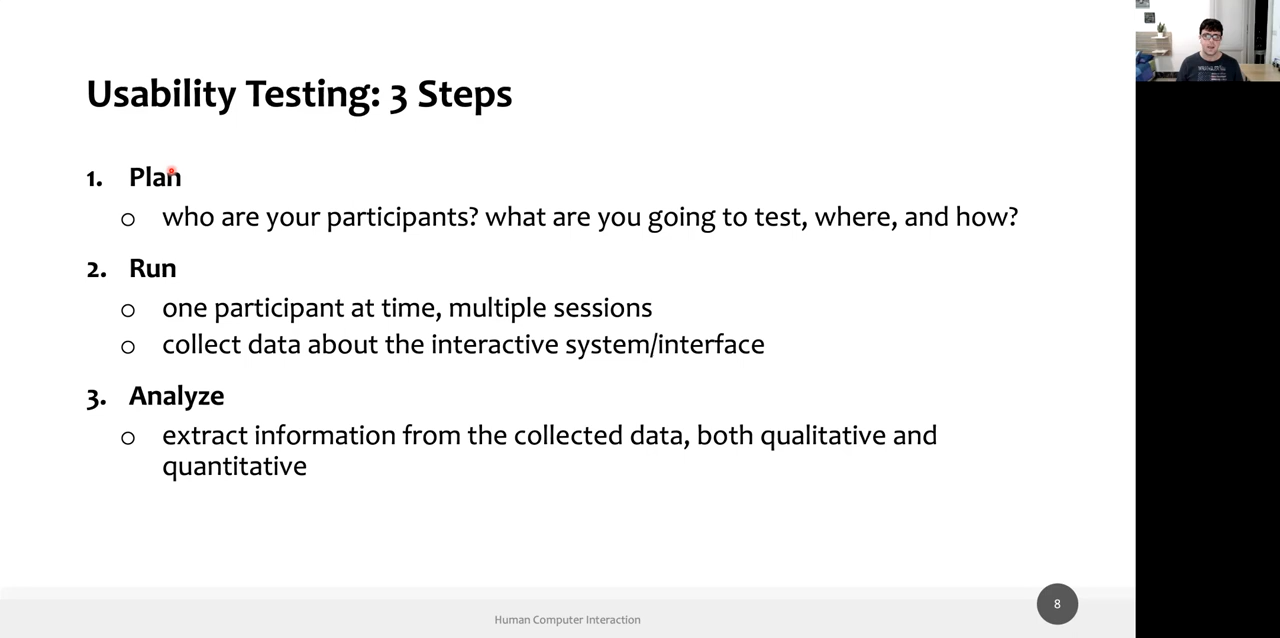 Usability Testing: 3 Steps
1. Plan
o who are your participants? what are you going to test, where, and how?
2. Run
o one participant at time, multiple sessions
o collect data about the interactive system/interface
3. Analyze
o extract information from the collected data, both qualitative and
quantitative
Human Computer Interaction
8